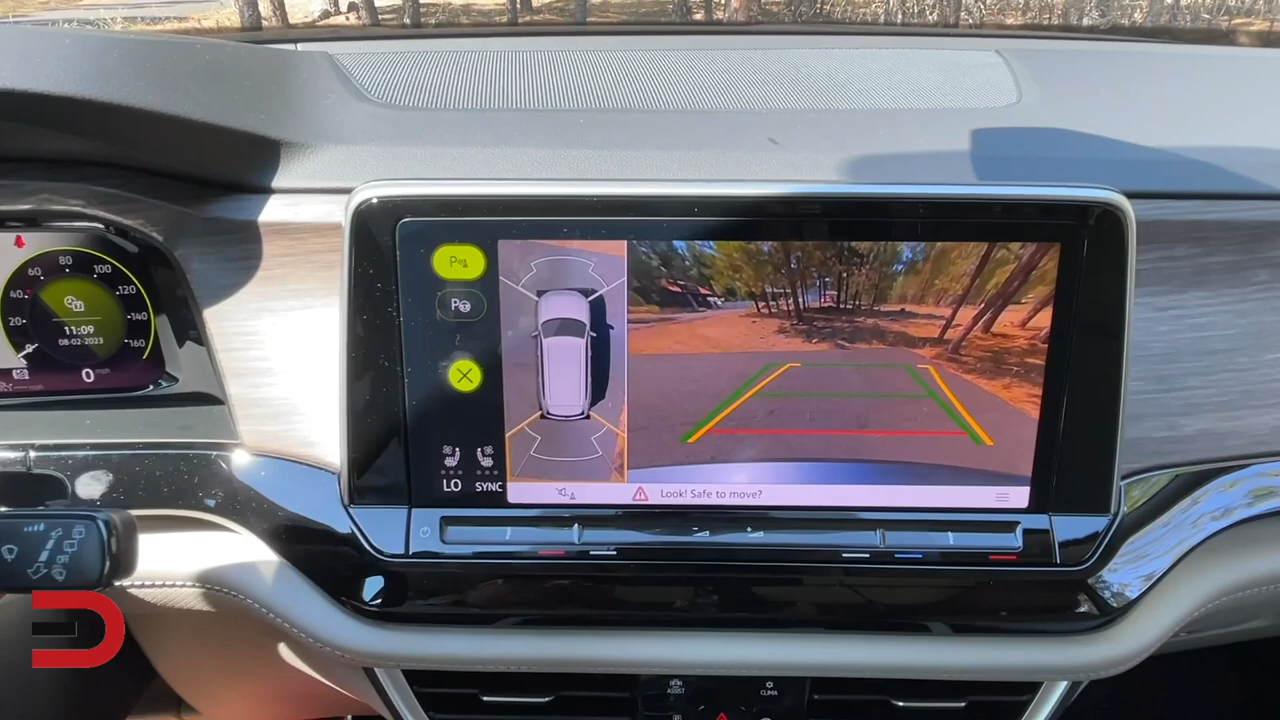 80
60
100
40
120
20
140
160
11:09
08-02-2023
0 mph
P
P
LO
SYNC
Look! Safe to move?
ASSIST
CLIMA